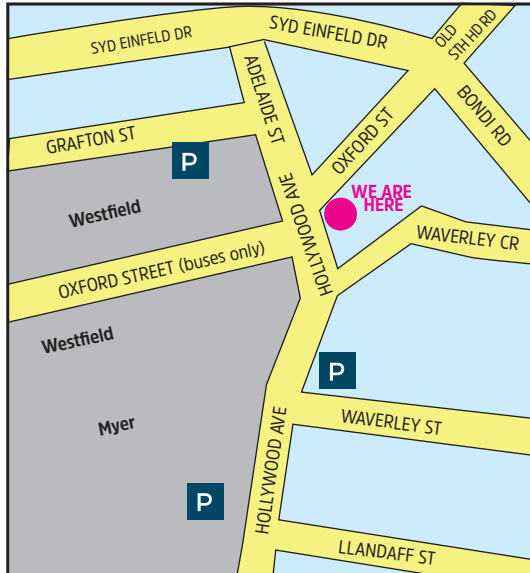 SYD EINFELD DR
SYD EINFELD DR
OLD
STH HD RD
ADELAIDE ST
OXFORD ST
BONDI RD
GRAFTON ST
P
WE ARE
HERE
Westfield
HOLLYWOOD AVE
WAVERLEY CR
OXFORD STREET (buses only)
Westfield
P
Myer
WAVERLEY ST
HOLLYWOOD AVE
P
LLANDAFF ST